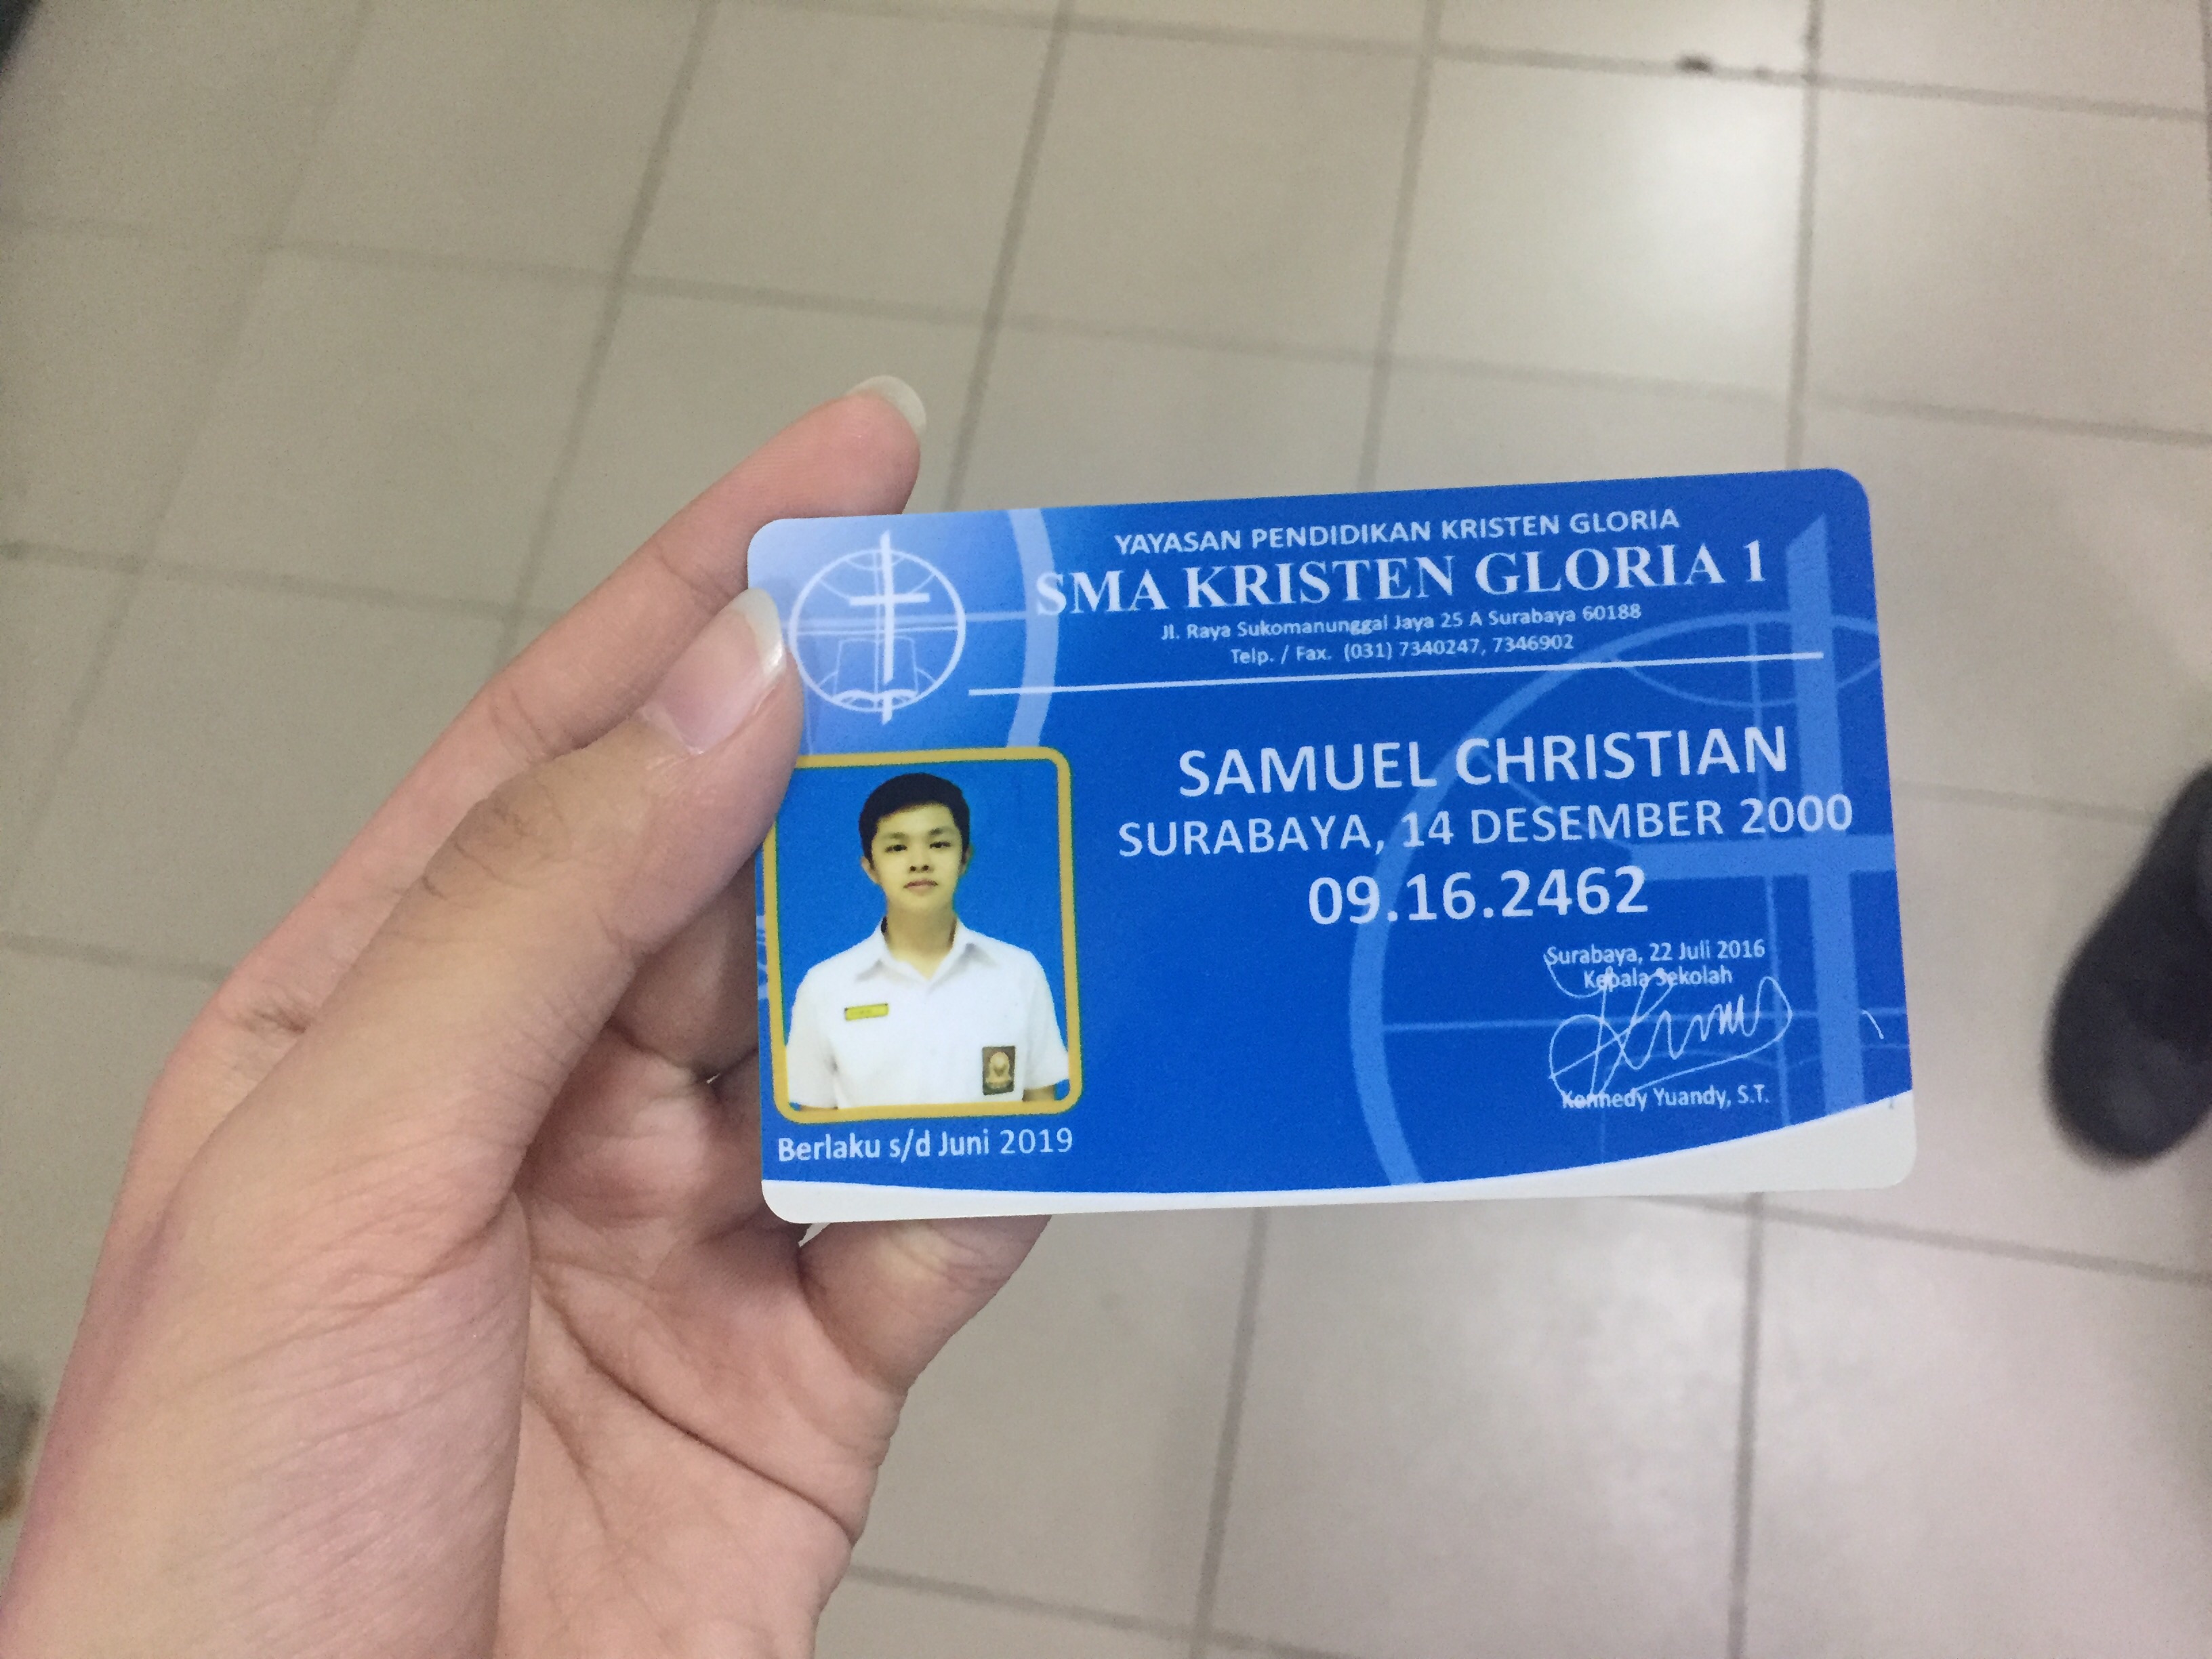 YAYASAN PENDIDIKAN KRISTEN GLORIA
SMA KRISTEN GLORIA 1
Jl. Raya Sukomanunggal Jaya 25 A Surabaya 60188
Telp. / Fax. (031) 7340247, 7346902
SAMUEL CHRISTIAN
SURABAYA, 14 DESEMBER 2000
09.16.2462
Surabaya, 22 Juli 2016
Kepala Sekolah
Kennedy Yuandy, S.T.
Berlaku s/d Juni 2019